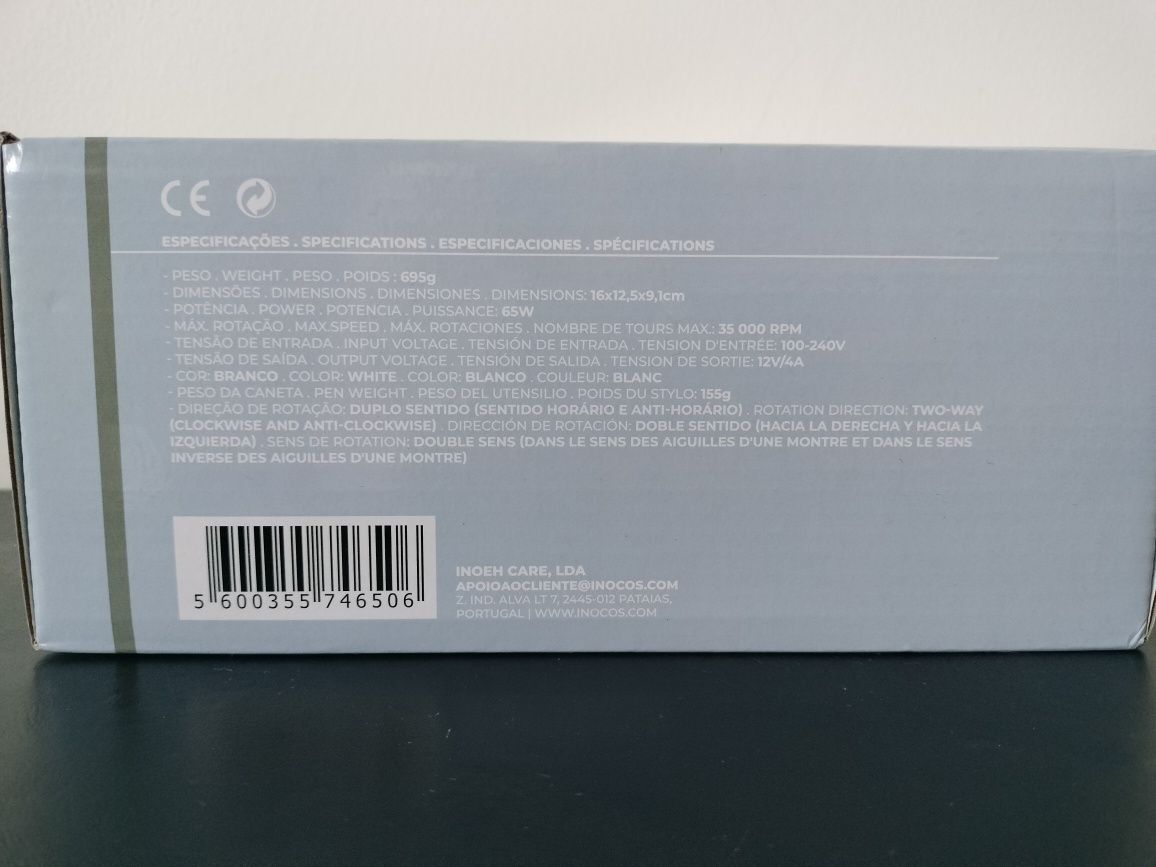 CE
ESPECIFICAÇÕES . SPECIFICATIONS . ESPECIFICACIONES . SPÉCIFICATIONS
- PESO . WEIGHT . PESO . POIDS : 695g
- DIMENSÕES . DIMENSIONS . DIMENSIONES . DIMENSIONS: 16x12,5x9,1cm
- POTÊNCIA . POWER . POTENCIA . PUISSANCE: 65W
- MÁX. ROTAÇÃO . MAX.SPEED . MÁX. ROTACIONES . NOMBRE DE TOURS MAX.: 35 000 RPM
- TENSÃO DE ENTRADA . INPUT VOLTAGE . TENSIÓN DE ENTRADA . TENSION D'ENTRÉE: 100-240V
- TENSÃO DE SAÍDA . OUTPUT VOLTAGE . TENSIÓN DE SALIDA . TENSION DE SORTIE: 12V/4A
- COR: BRANCO . COLOR: WHITE . COLOR: BLANCO . COULEUR: BLANC
- PESO DA CANETA . PEN WEIGHT . PESO DEL UTENSILIO . POIDS DU STYLO: 155g
- DIREÇÃO DE ROTAÇÃO: DUPLO SENTIDO (SENTIDO HORÁRIO E ANTI-HORÁRIO) . ROTATION DIRECTION: TWO-WAY
(CLOCKWISE AND ANTI-CLOCKWISE) . DIRECCIÓN DE ROTACIÓN: DOBLE SENTIDO (HACIA LA DERECHA Y HACIA LA
IZQUIERDA) . SENS DE ROTATION: DOUBLE SENS (DANS LE SENS DES AIGUILLES D'UNE MONTRE ET DANS LE SENS
INVERSE DES AIGUILLES D'UNE MONTRE)
5 600355 746506
INOEH CARE, LDA
APOIOAOCLIENTE@INOCOS.COM
Z. IND. ALVA LT 7, 2445-012 PATAIAS,
PORTUGAL | WWW.INOCOS.COM